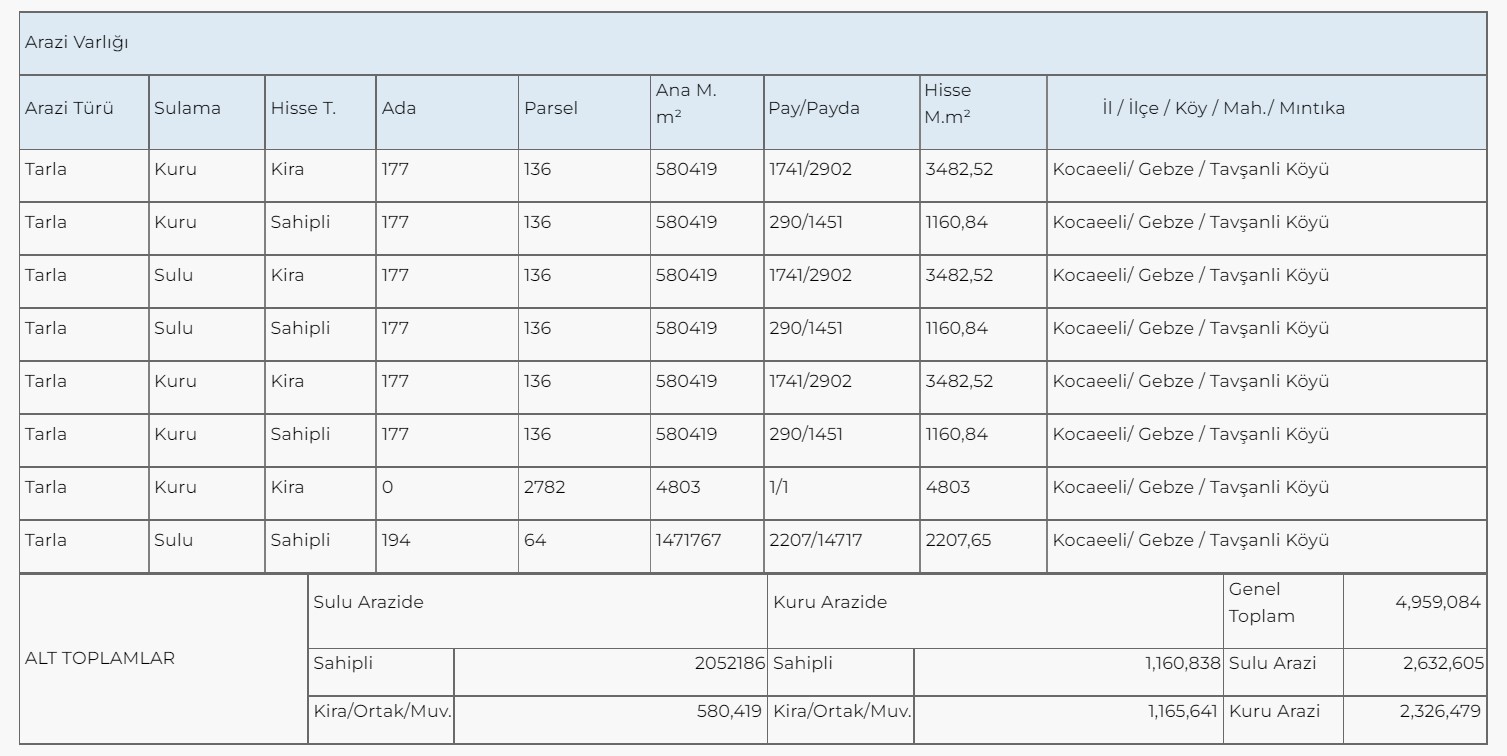 Arazi Varlığı
Arazi Türü Sulama Hisse T. Ada Parsel Ana M. m² Pay/Payda Hisse M.m² İl / İlçe / Köy / Mah./ Mıntıka
Tarla Kuru Kira 177 136 580419 1741/2902 3482,52 Kocaeeli/ Gebze / Tavşanli Köyü
Tarla Kuru Sahipli 177 136 580419 290/1451 1160,84 Kocaeeli/ Gebze / Tavşanli Köyü
Tarla Sulu Kira 177 136 580419 1741/2902 3482,52 Kocaeeli/ Gebze / Tavşanli Köyü
Tarla Sulu Sahipli 177 136 580419 290/1451 1160,84 Kocaeeli/ Gebze / Tavşanli Köyü
Tarla Kuru Kira 177 136 580419 1741/2902 3482,52 Kocaeeli/ Gebze / Tavşanli Köyü
Tarla Kuru Sahipli 177 136 580419 290/1451 1160,84 Kocaeeli/ Gebze / Tavşanli Köyü
Tarla Kuru Kira 0 2782 4803 1/1 4803 Kocaeeli/ Gebze / Tavşanli Köyü
Tarla Sulu Sahipli 194 64 1471767 2207/14717 2207,65 Kocaeeli/ Gebze / Tavşanli Köyü
Sulu Arazide Kuru Arazide Genel Toplam 4,959,084
ALT TOPLAMLAR
Sahipli 2052186 Sahipli 1,160,838 Sulu Arazi 2,632,605
Kira/Ortak/Muv. 580,419 Kira/Ortak/Muv. 1,165,641 Kuru Arazi 2,326,479